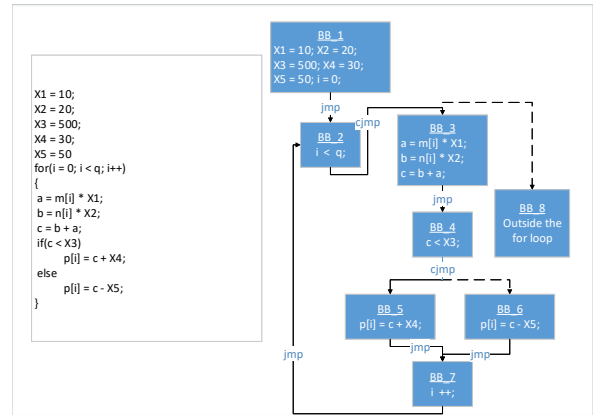 X1 = 10;
X2 = 20;
X3 = 500;
X4 = 30;
X5 = 50
for(i = 0; i < q; i++)
{
a = m[i] * X1;
b = n[i] * X2;
c = b + a;
if(c < X3)
p[i] = c + X4;
else
p[i] = c - X5;
}
BB_1
X1 = 10; X2 = 20;
X3 = 500; X4 = 30;
X5 = 50; i = 0;
jmp
cjmp
BB_2
i < q;
BB_3
a = m[i] * X1;
b = n[i] * X2;
c = b + a;
jmp
BB_8
Outside the
for loop
BB_4
c < X3;
cjmp
BB_5
p[i] = c + X4;
BB_6
p[i] = c - X5;
jmp
jmp
jmp
BB_7
i ++;